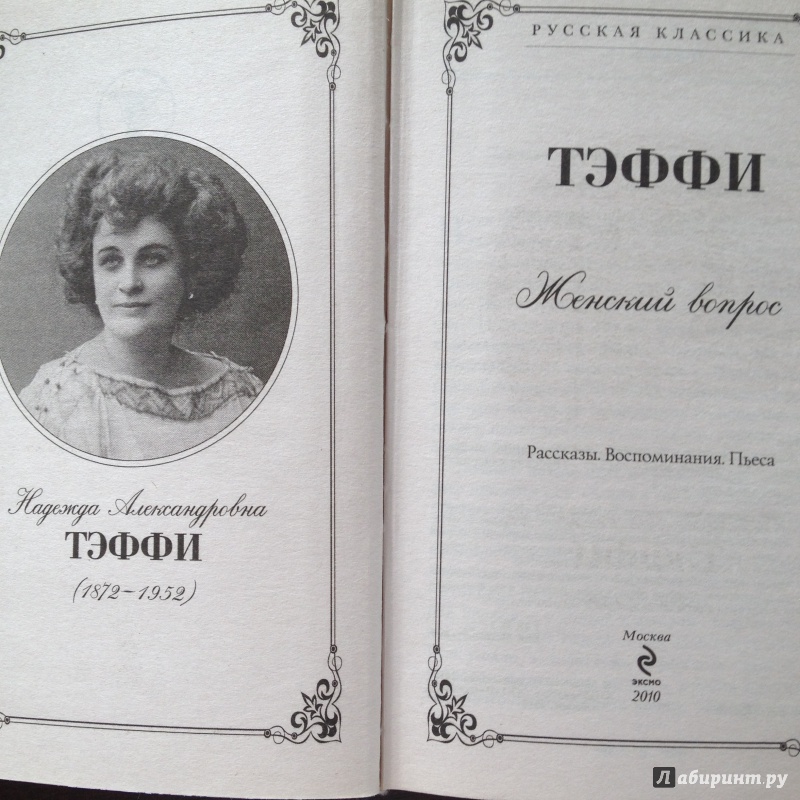 Надежда Александровна
ТЭФФИ
(1872–1952)
РУССКАЯ КЛАССИКА
ТЭФФИ
Женский вопрос
Рассказы. Воспоминания. Пьеса
Москва
ЭКСМО
2010
Лабиринт.ру